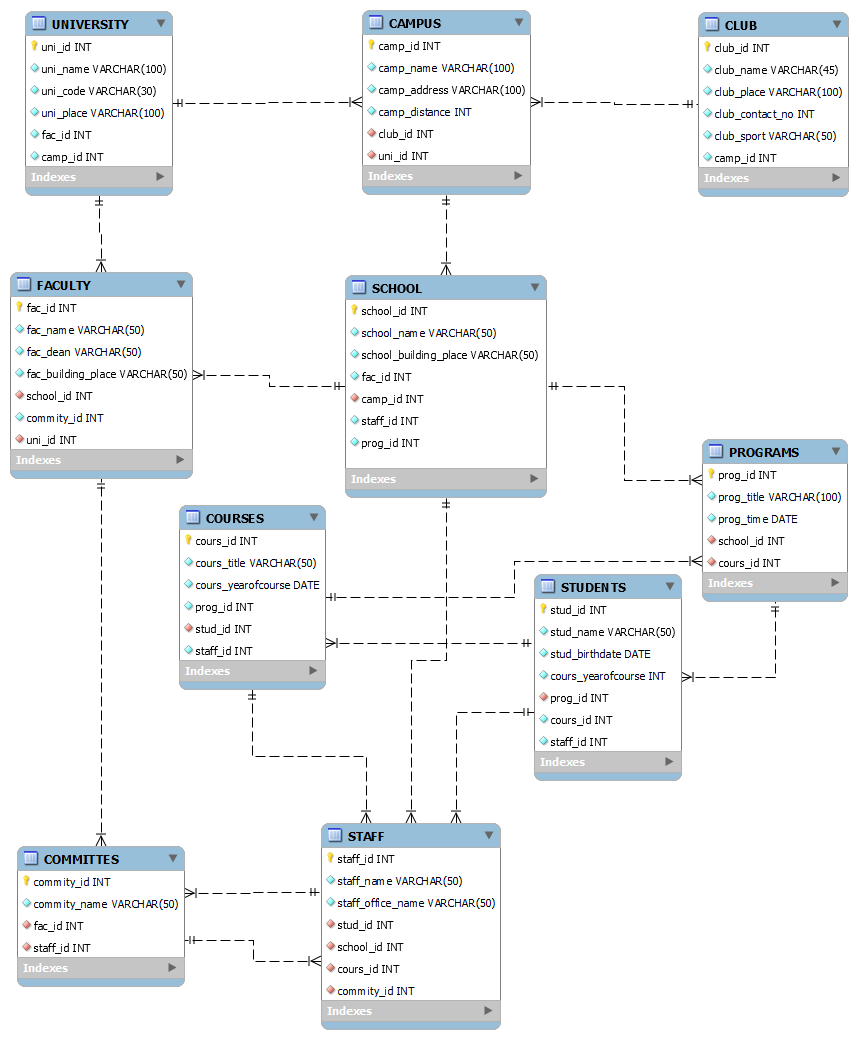 UNIVERSITY
uni_id INT
uni_name VARCHAR(100)
uni_code VARCHAR(30)
uni_place VARCHAR(100)
fac_id INT
camp_id INT
Indexes
CAMPUS
camp_id INT
camp_name VARCHAR(100)
camp_address VARCHAR(100)
camp_distance INT
club_id INT
uni_id INT
Indexes
CLUB
club_id INT
club_name VARCHAR(45)
club_place VARCHAR(100)
club_contact_no INT
club_sport VARCHAR(50)
camp_id INT
Indexes
FACULTY
fac_id INT
fac_name VARCHAR(50)
fac_dean VARCHAR(50)
fac_building_place VARCHAR(50)
school_id INT
commity_id INT
uni_id INT
Indexes
SCHOOL
school_id INT
school_name VARCHAR(50)
school_building_place VARCHAR(50)
fac_id INT
camp_id INT
staff_id INT
prog_id INT
Indexes
PROGRAMS
prog_id INT
prog_title VARCHAR(100)
prog_time DATE
school_id INT
cours_id INT
Indexes
COURSES
cours_id INT
cours_title VARCHAR(50)
cours_yearofcourse DATE
prog_id INT
stud_id INT
staff_id INT
Indexes
STUDENTS
stud_id INT
stud_name VARCHAR(50)
stud_birthdate DATE
cours_yearofcourse INT
prog_id INT
cours_id INT
staff_id INT
Indexes
COMMITTES
commity_id INT
commity_name VARCHAR(50)
fac_id INT
staff_id INT
Indexes
STAFF
staff_id INT
staff_name VARCHAR(50)
staff_office_name VARCHAR(50)
stud_id INT
school_id INT
cours_id INT
commity_id INT
Indexes